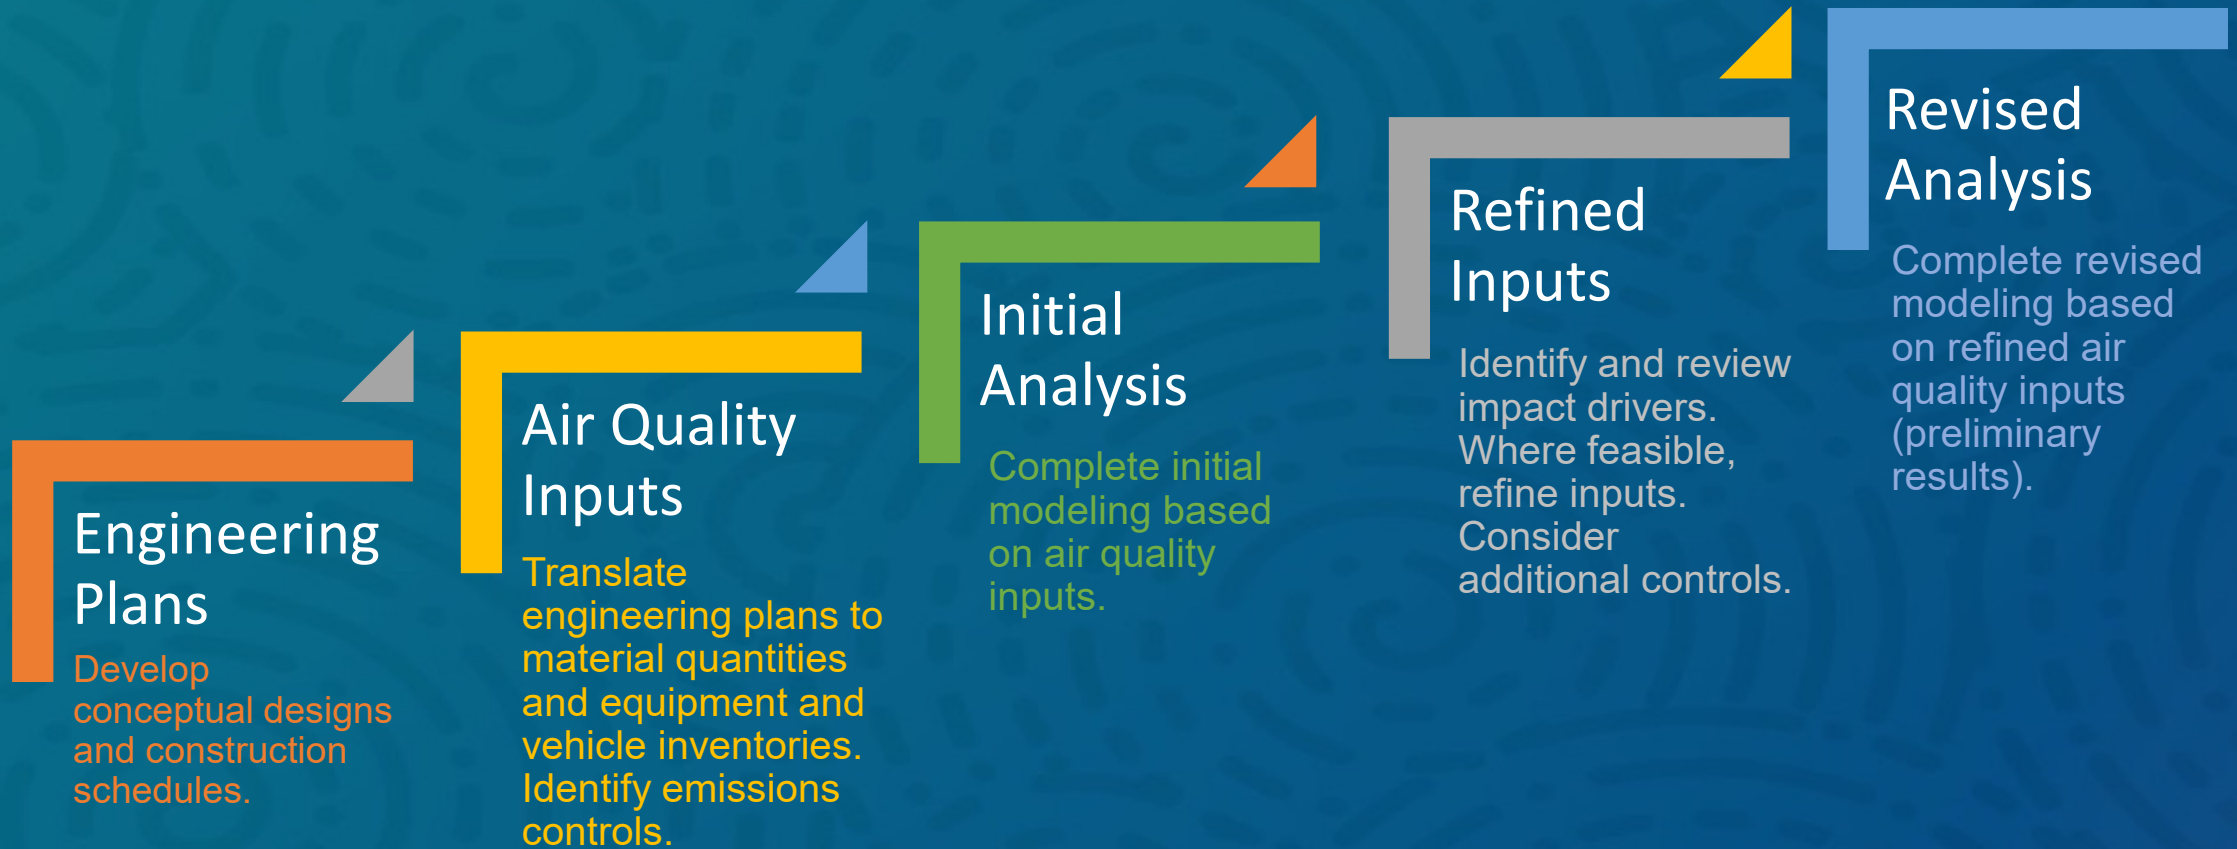 Engineering
Plans
Develop
conceptual designs
and construction
schedules.
Air Quality
Inputs
Translate
engineering plans to
material quantities
and equipment and
vehicle inventories.
Identify emissions
controls.
Initial
Analysis
Complete initial
modeling based
on air quality
inputs.
Refined
Inputs
Identify and review
impact drivers.
Where feasible,
refine inputs.
Consider
additional controls.
Revised
Analysis
Complete revised
modeling based
on refined air
quality inputs
(preliminary
results).